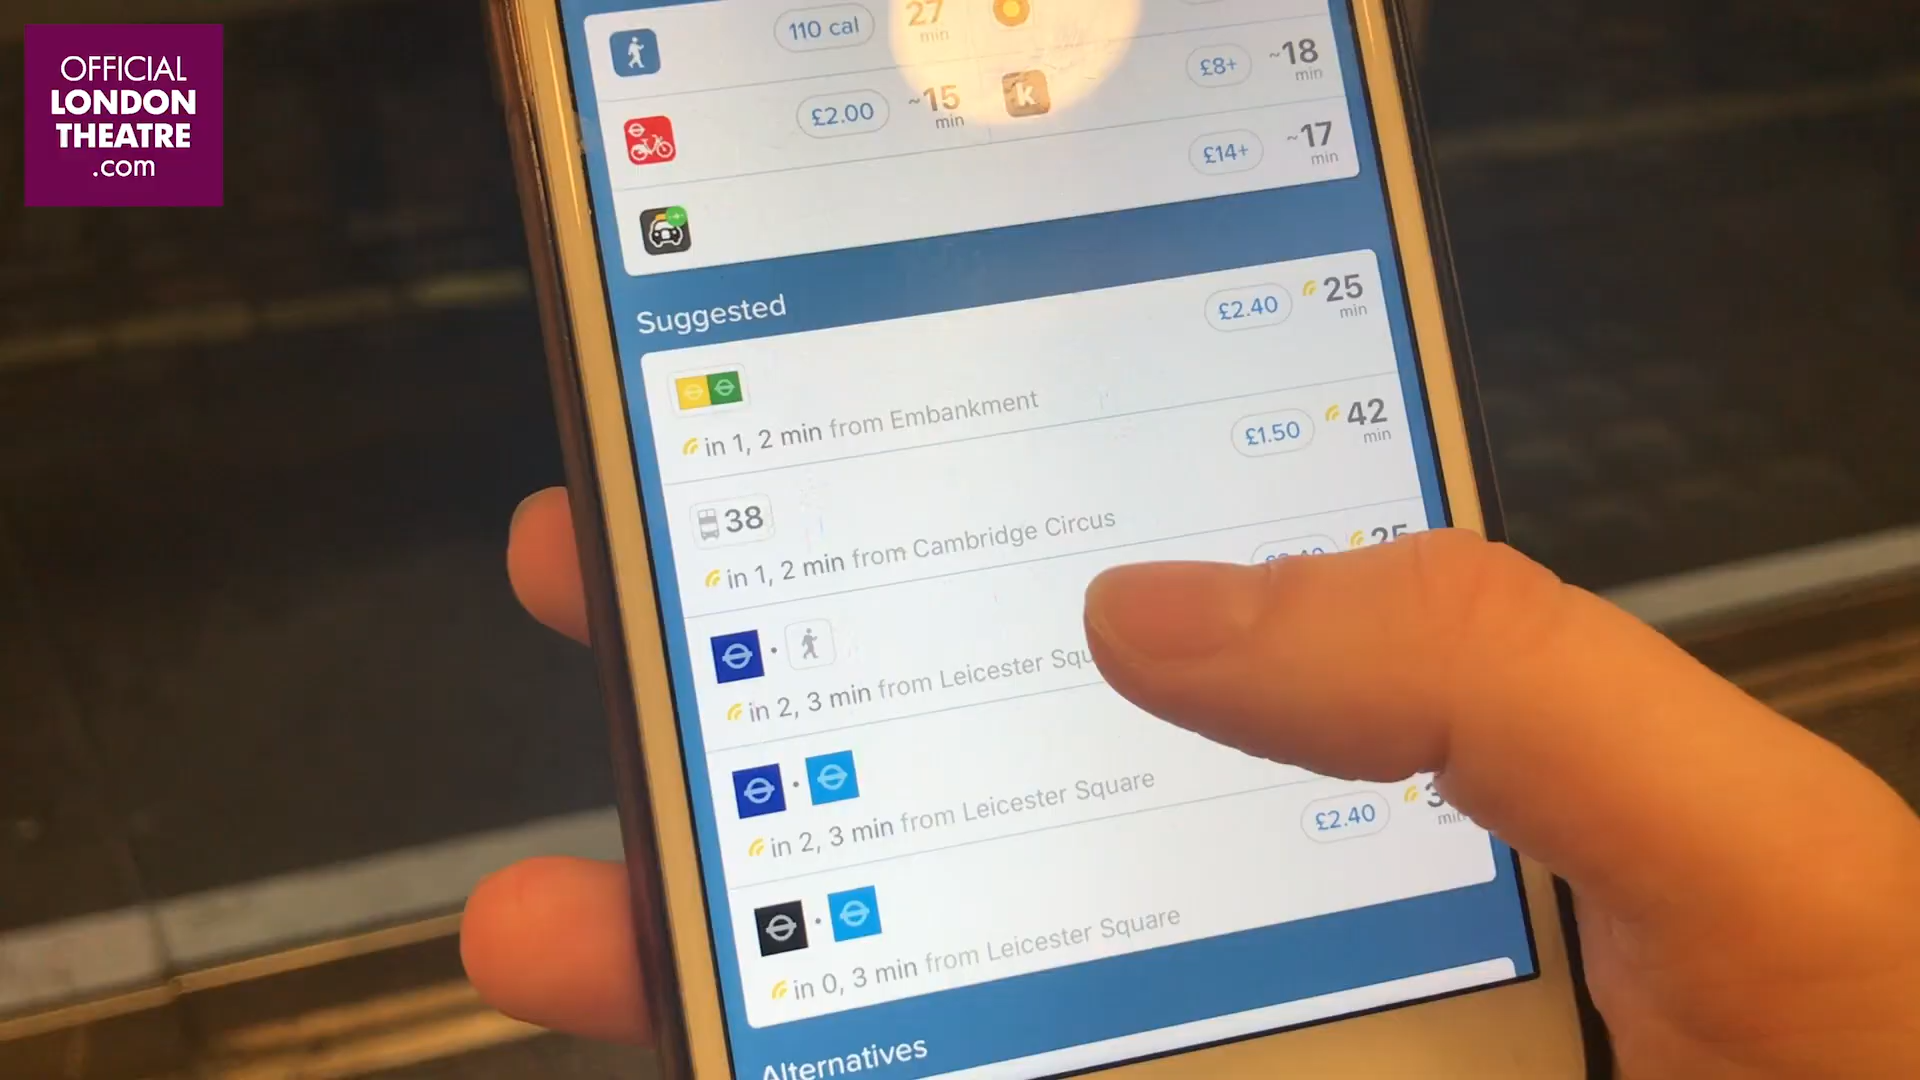 OFFICIAL
LONDON
THEATRE
.com
110 cal
27
min
£2.00
~15
min
k
£8+
~18
min
£14+
~17
min
Suggested
£2.40
25
min
in 1, 2 min from Embankment
38
£1.50
42
min
in 1, 2 min from Cambridge Circus
25
in 2, 3 min from Leicester
in 2, 3 min from Leicester Square
£2.40
min
in 0, 3 min from Leicester Square
Alternatives